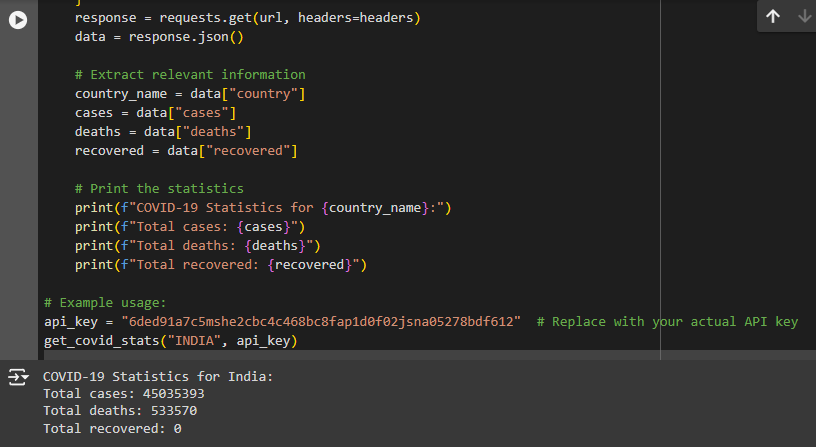 }
response = requests.get(url, headers=headers)
data = response.json()
# Extract relevant information
country_name = data["country"]
cases = data["cases"]
deaths = data["deaths"]
recovered = data["recovered"]
# Print the statistics
print(f"COVID-19 Statistics for {country_name}:")
print(f"Total cases: {cases}")
print(f"Total deaths: {deaths}")
print(f"Total recovered: {recovered}")
# Example usage:
api_key = "6ded91a7c5mshe2cbc4c468bc8fap1d0f02jsna05278bdf612"  # Replace with your actual API key
get_covid_stats("INDIA", api_key)
COVID-19 Statistics for India:
Total cases: 45035393
Total deaths: 533570
Total recovered: 0